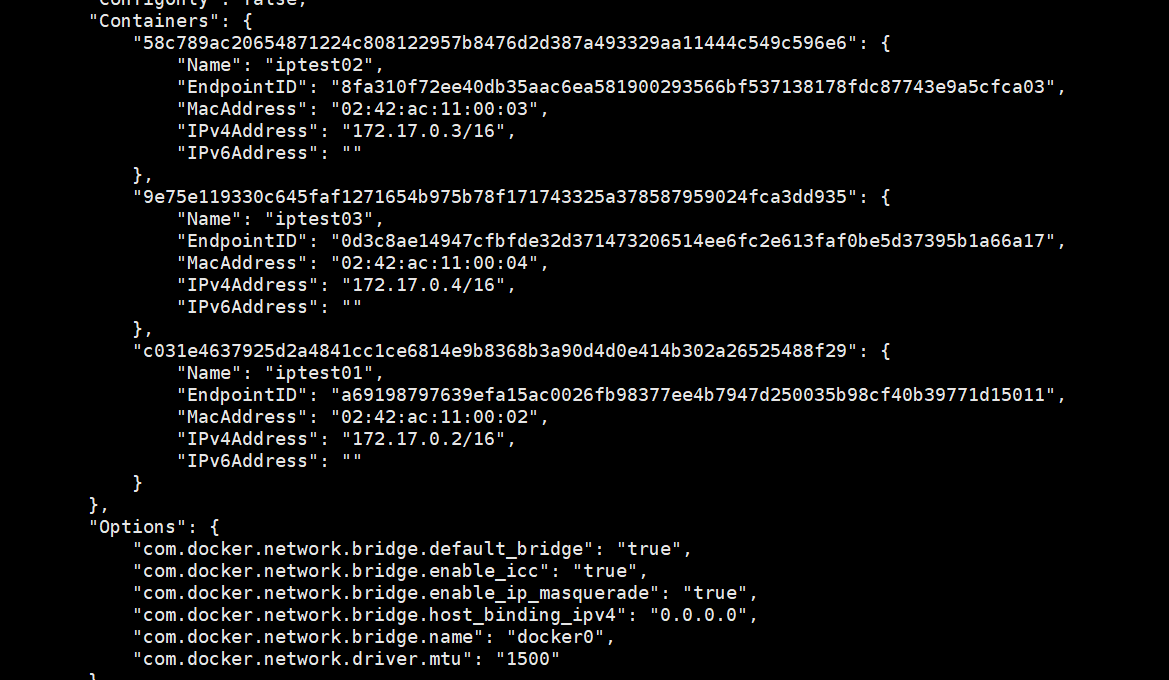 "ConfigOnly": false,
"Containers": {
"58c789ac20654871224c808122957b8476d2d387a493329aa11444c549c596e6": {
"Name": "iptest02",
"EndpointID": "8fa310f72ee40db35aac6ea581900293566bf537138178fdc87743e9a5cfca03",
"MacAddress": "02:42:ac:11:00:03",
"IPv4Address": "172.17.0.3/16",
"IPv6Address": ""
},
"9e75e119330c645faf1271654b975b78f171743325a378587959024fca3dd935": {
"Name": "iptest03",
"EndpointID": "0d3c8ae14947cfbfde32d371473206514ee6fc2e613faf0be5d37395b1a66a17",
"MacAddress": "02:42:ac:11:00:04",
"IPv4Address": "172.17.0.4/16",
"IPv6Address": ""
},
"c031e4637925d2a4841cc1ce6814e9b8368b3a90d4d0e414b302a26525488f29": {
"Name": "iptest01",
"EndpointID": "a69198797639efa15ac0026fb98377ee4b7947d250035b98cf40b39771d15011",
"MacAddress": "02:42:ac:11:00:02",
"IPv4Address": "172.17.0.2/16",
"IPv6Address": ""
}
},
"Options": {
"com.docker.network.bridge.default_bridge": "true",
"com.docker.network.bridge.enable_icc": "true",
"com.docker.network.bridge.enable_ip_masquerade": "true",
"com.docker.network.bridge.host_binding_ipv4": "0.0.0.0",
"com.docker.network.bridge.name": "docker0",
"com.docker.network.driver.mtu": "1500"
}